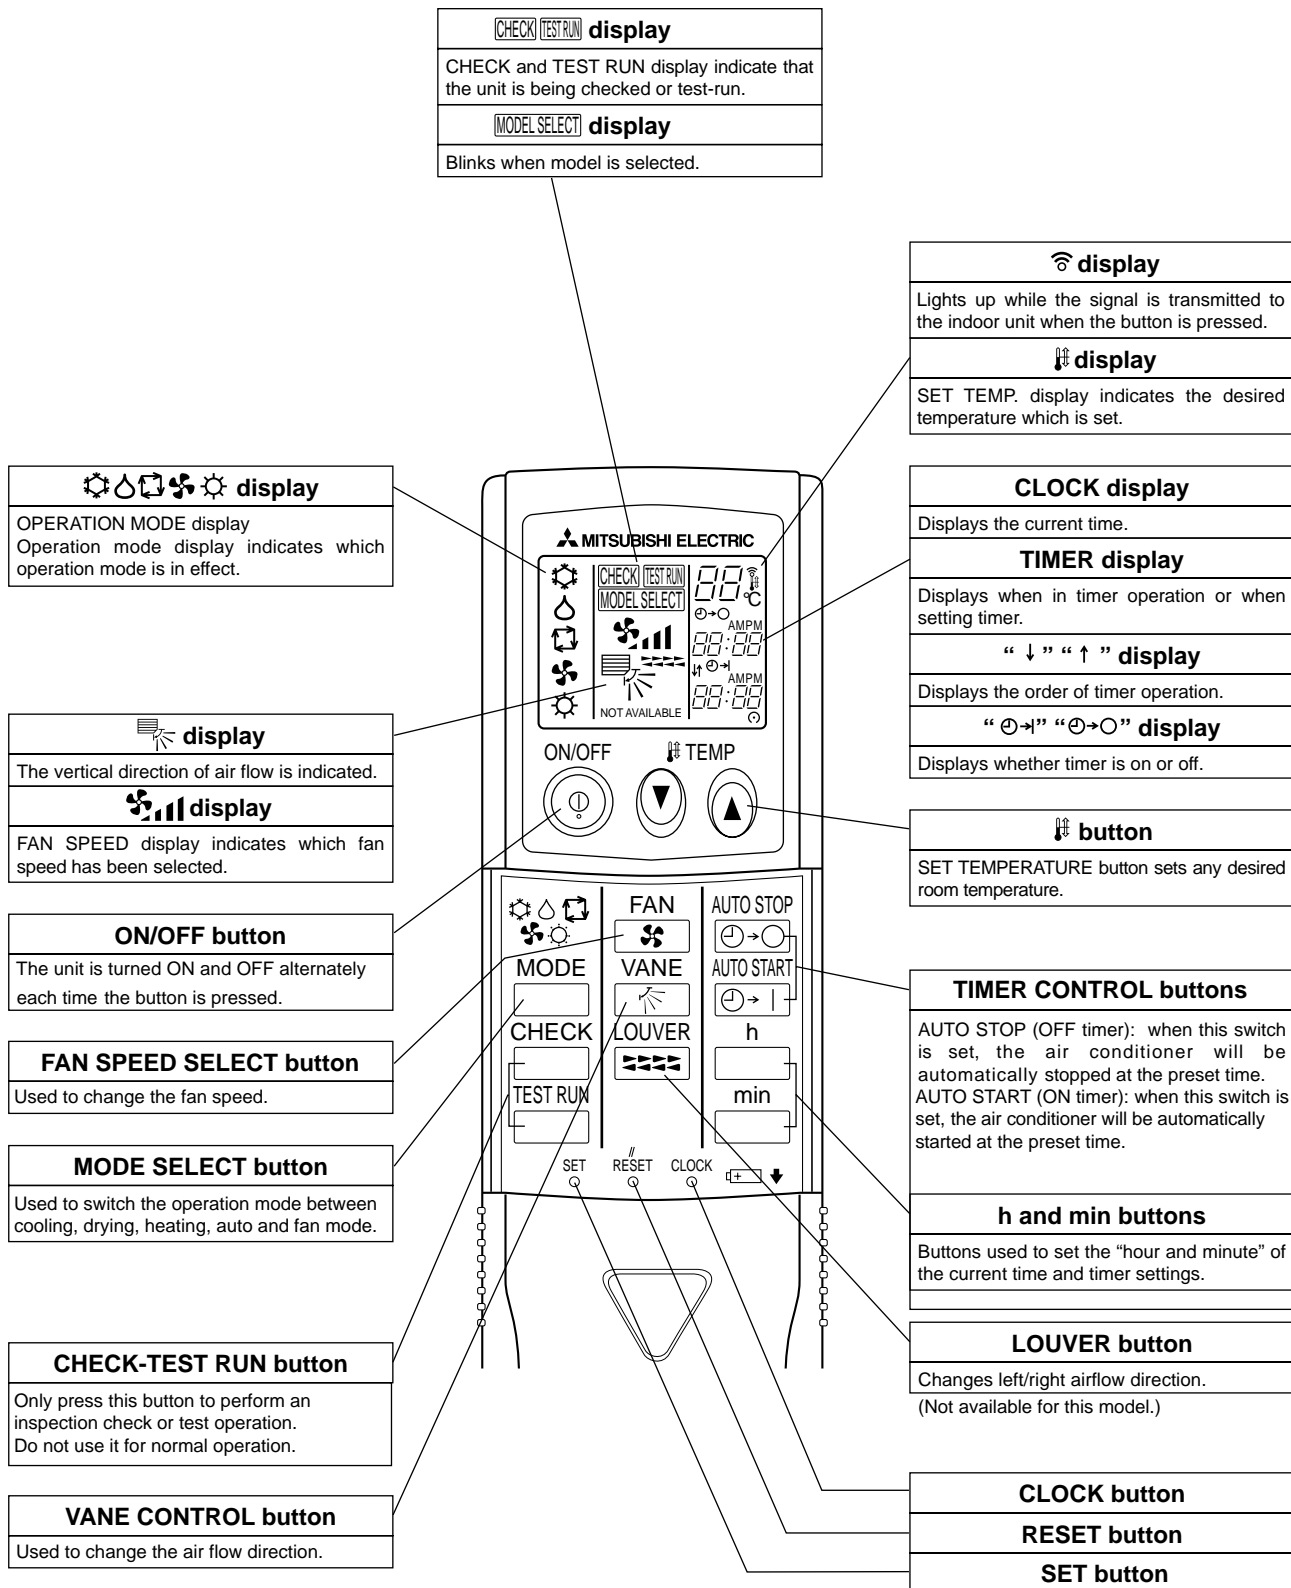 CHECK TEST RUN display
CHECK and TEST RUN display indicate that
the unit is being checked or test-run.
MODEL SELECT display
Blinks when model is selected.
display
Lights up while the signal is transmitted to
the indoor unit when the button is pressed.
display
SET TEMP. display indicates the desired
temperature which is set.
display
OPERATION MODE display
Operation mode display indicates which
operation mode is in effect.
CLOCK display
Displays the current time.
TIMER display
Displays when in timer operation or when
setting timer.
“ ↓ ” “ ↑ ” display
Displays the order of timer operation.
“ ” “ ” display
Displays whether timer is on or off.
display
The vertical direction of air flow is indicated.
display
FAN SPEED display indicates which fan
speed has been selected.
button
SET TEMPERATURE button sets any desired
room temperature.
ON/OFF button
The unit is turned ON and OFF alternately
each time the button is pressed.
FAN SPEED SELECT button
Used to change the fan speed.
MODE SELECT button
Used to switch the operation mode between
cooling, drying, heating, auto and fan mode.
CHECK-TEST RUN button
Only press this button to perform an
inspection check or test operation.
Do not use it for normal operation.
VANE CONTROL button
Used to change the air flow direction.
MITSUBISHI ELECTRIC
CHECK TEST RUN 88 °C
MODEL SELECT
AMPM
88:88
AMPM
88:88
NOT AVAILABLE
ON/OFF TEMP
FAN AUTO STOP
MODE VANE AUTO START
CHECK LOUVER h
TEST RUN min
SET RESET CLOCK
TIMER CONTROL buttons
AUTO STOP (OFF timer): when this switch
is set, the air conditioner will be
automatically stopped at the preset time.
AUTO START (ON timer): when this switch is
set, the air conditioner will be automatically
started at the preset time.
h and min buttons
Buttons used to set the “hour and minute” of
the current time and timer settings.
LOUVER button
Changes left/right airflow direction.
(Not available for this model.)
CLOCK button
RESET button
SET button